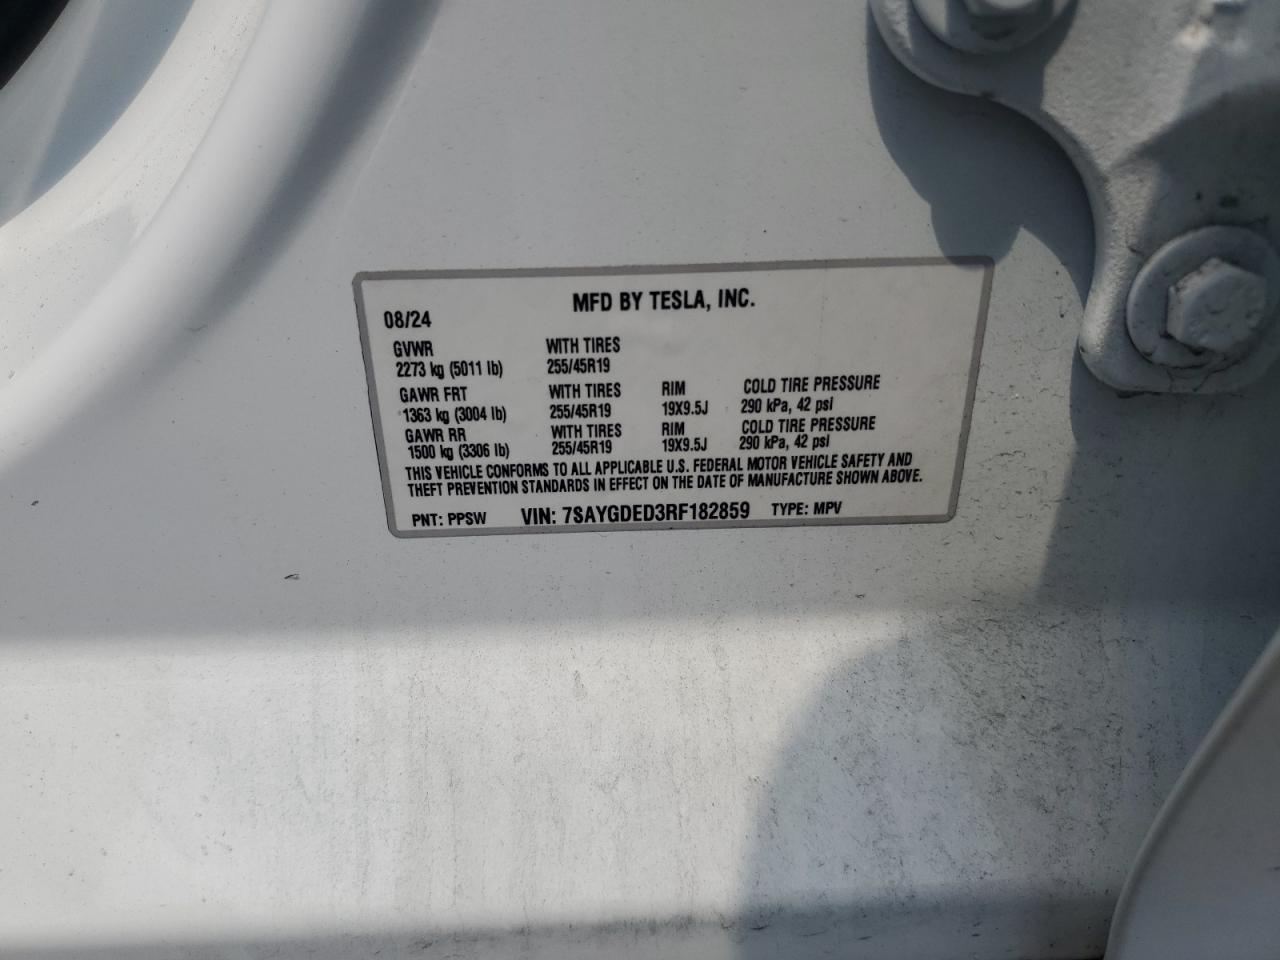 MFD BY TESLA, INC.
08/24
GVWR WITH TIRES
2273 kg (5011 lb) 255/45R19
GAWR FRT WITH TIRES RIM COLD TIRE PRESSURE
1363 kg (3004 lb) 255/45R19 19X9.5J 290 kPa, 42 psi
GAWR RR WITH TIRES RIM COLD TIRE PRESSURE
1500 kg (3306 lb) 255/45R19 19X9.5J 290 kPa, 42 psi
THIS VEHICLE CONFORMS TO ALL APPLICABLE U.S. FEDERAL MOTOR VEHICLE SAFETY AND
THEFT PREVENTION STANDARDS IN EFFECT ON THE DATE OF MANUFACTURE SHOWN ABOVE.
PNT: PPSW VIN: 7SAYGDED3RF182859 TYPE: MPV